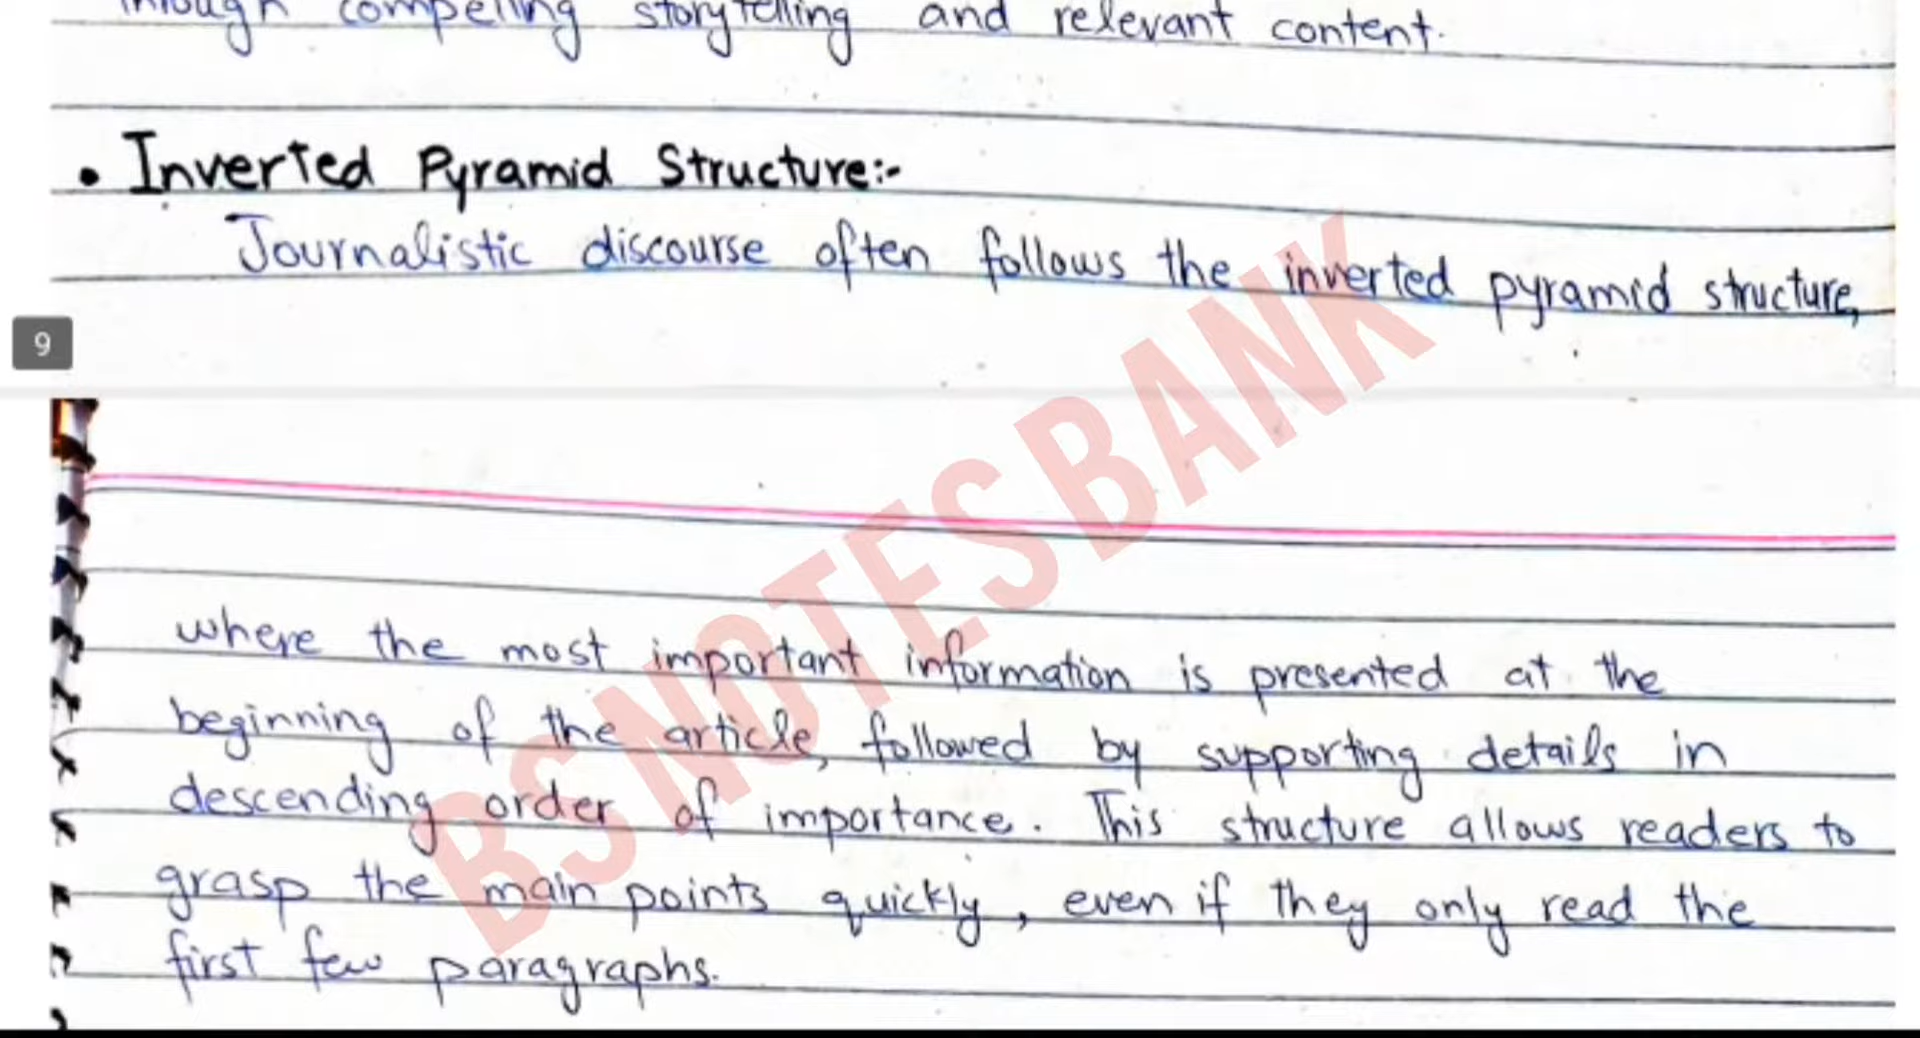 through compelling storytelling and relevant content.
• Inverted Pyramid Structure:-
Journalistic discourse often follows the inverted pyramid structure,
9
where the most important information is presented at the
beginning of the article, followed by supporting details in
descending order of importance. This structure allows readers to
grasp the main points quickly, even if they only read the
first few paragraphs.
BSNOTESBANK